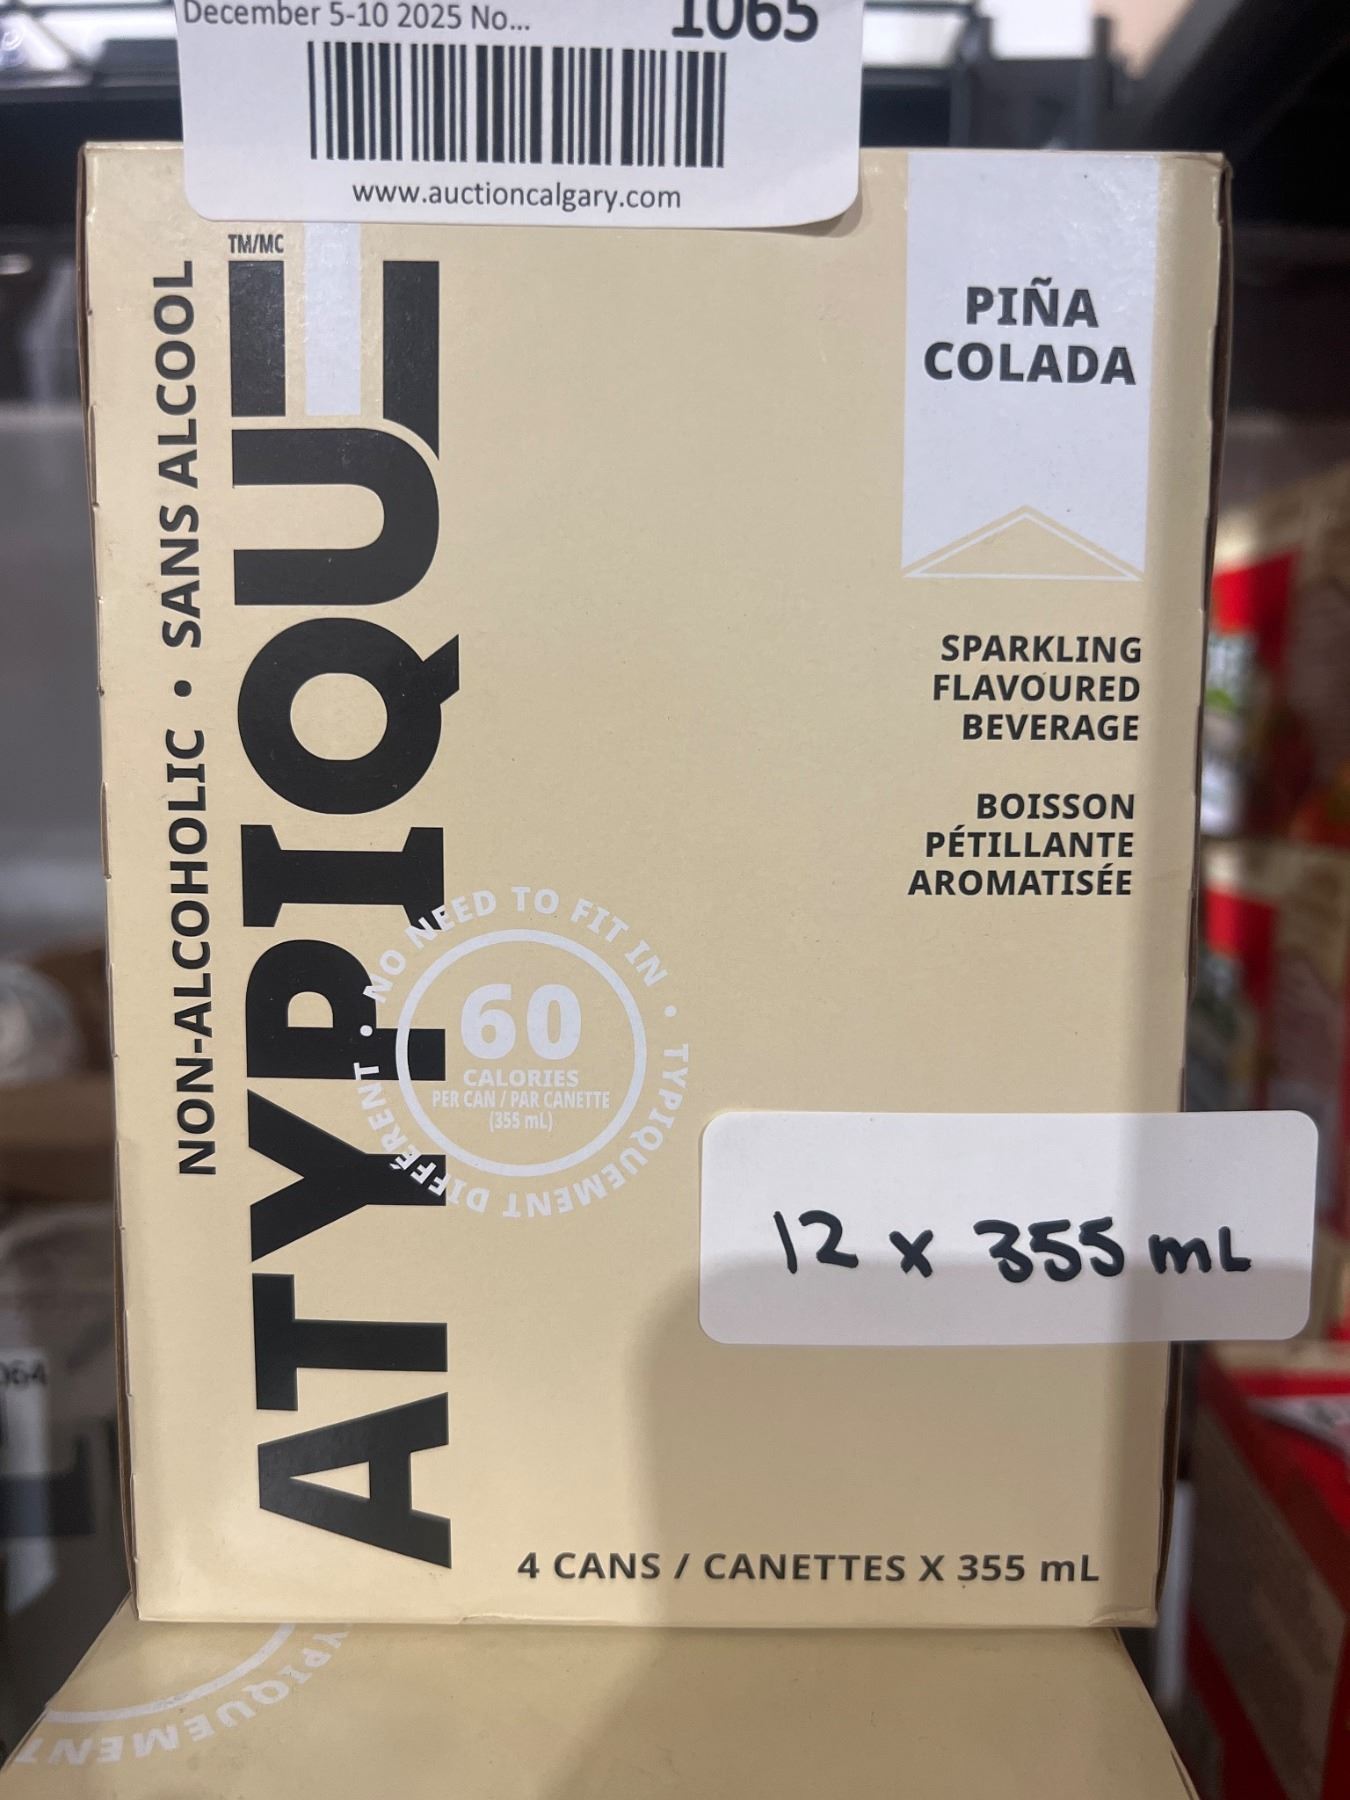 December 5-10 2025 No...
1065
www.auctioncalgary.com
TM/MC
NON-ALCOHOLIC • SANS ALCOOL
ATYPIQUE
PIÑA
COLADA
SPARKLING
FLAVOURED
BEVERAGE
BOISSON
PÉTILLANTE
AROMATISÉE
NO NEED TO FIT IN • TYPIQUEMENT DIFFÉRENT •
60
CALORIES
PER CAN / PAR CANETTE
(355 mL)
12 x 355 mL
4 CANS / CANETTES X 355 mL
TYPIQUEMENT